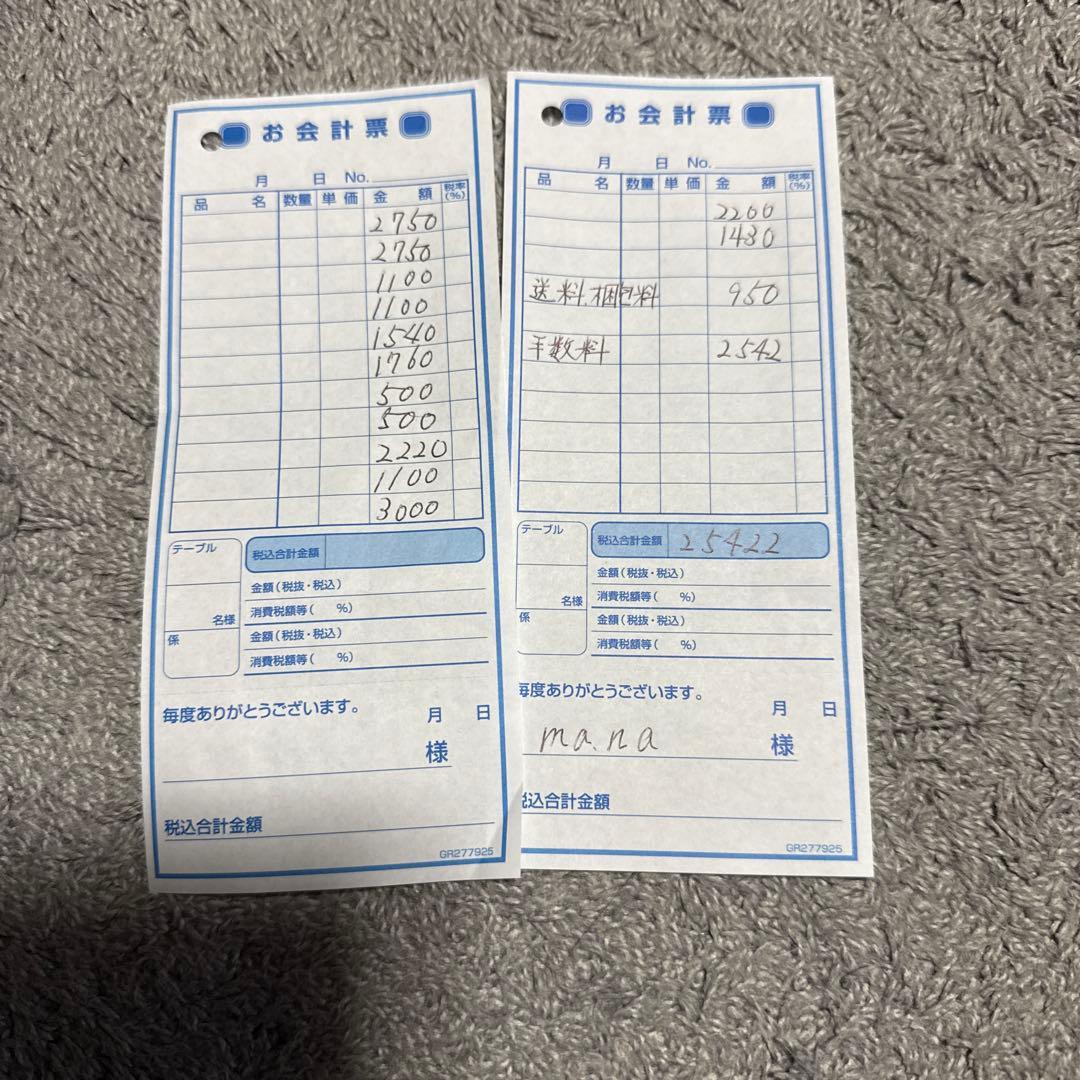 お会計票
月 日 No.
品 名 数量 単価 金 額 税率(%)
2750
2750
1100
1100
1540
1760
500
500
2220
1100
3000
テーブル
名様
係
税込合計金額
金額(税抜・税込)
消費税額等( %)
金額(税抜・税込)
消費税額等( %)
毎度ありがとうございます。
月 日
様
税込合計金額
GR277925
お会計票
月 日 No.
品 名 数量 単価 金 額 税率(%)
2200
1430
送料.梱包料 950
手数料 2542
テーブル
名様
係
税込合計金額 25422
金額(税抜・税込)
消費税額等( %)
金額(税抜・税込)
消費税額等( %)
毎度ありがとうございます。
月 日
ma.na 様
税込合計金額
GR277925